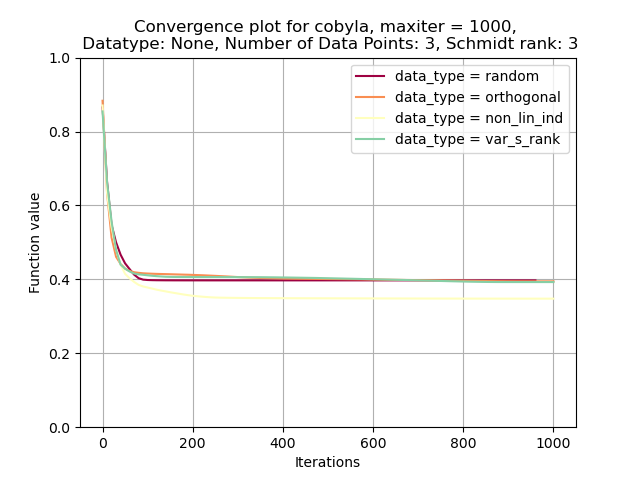 Convergence plot for cobyla, maxiter = 1000,
Datatype: None, Number of Data Points: 3, Schmidt rank: 3
data_type = random
data_type = orthogonal
data_type = non_lin_ind
data_type = var_s_rank
Function value
1.0
0.8
0.6
0.4
0.2
0.0
0 200 400 600 800 1000
Iterations